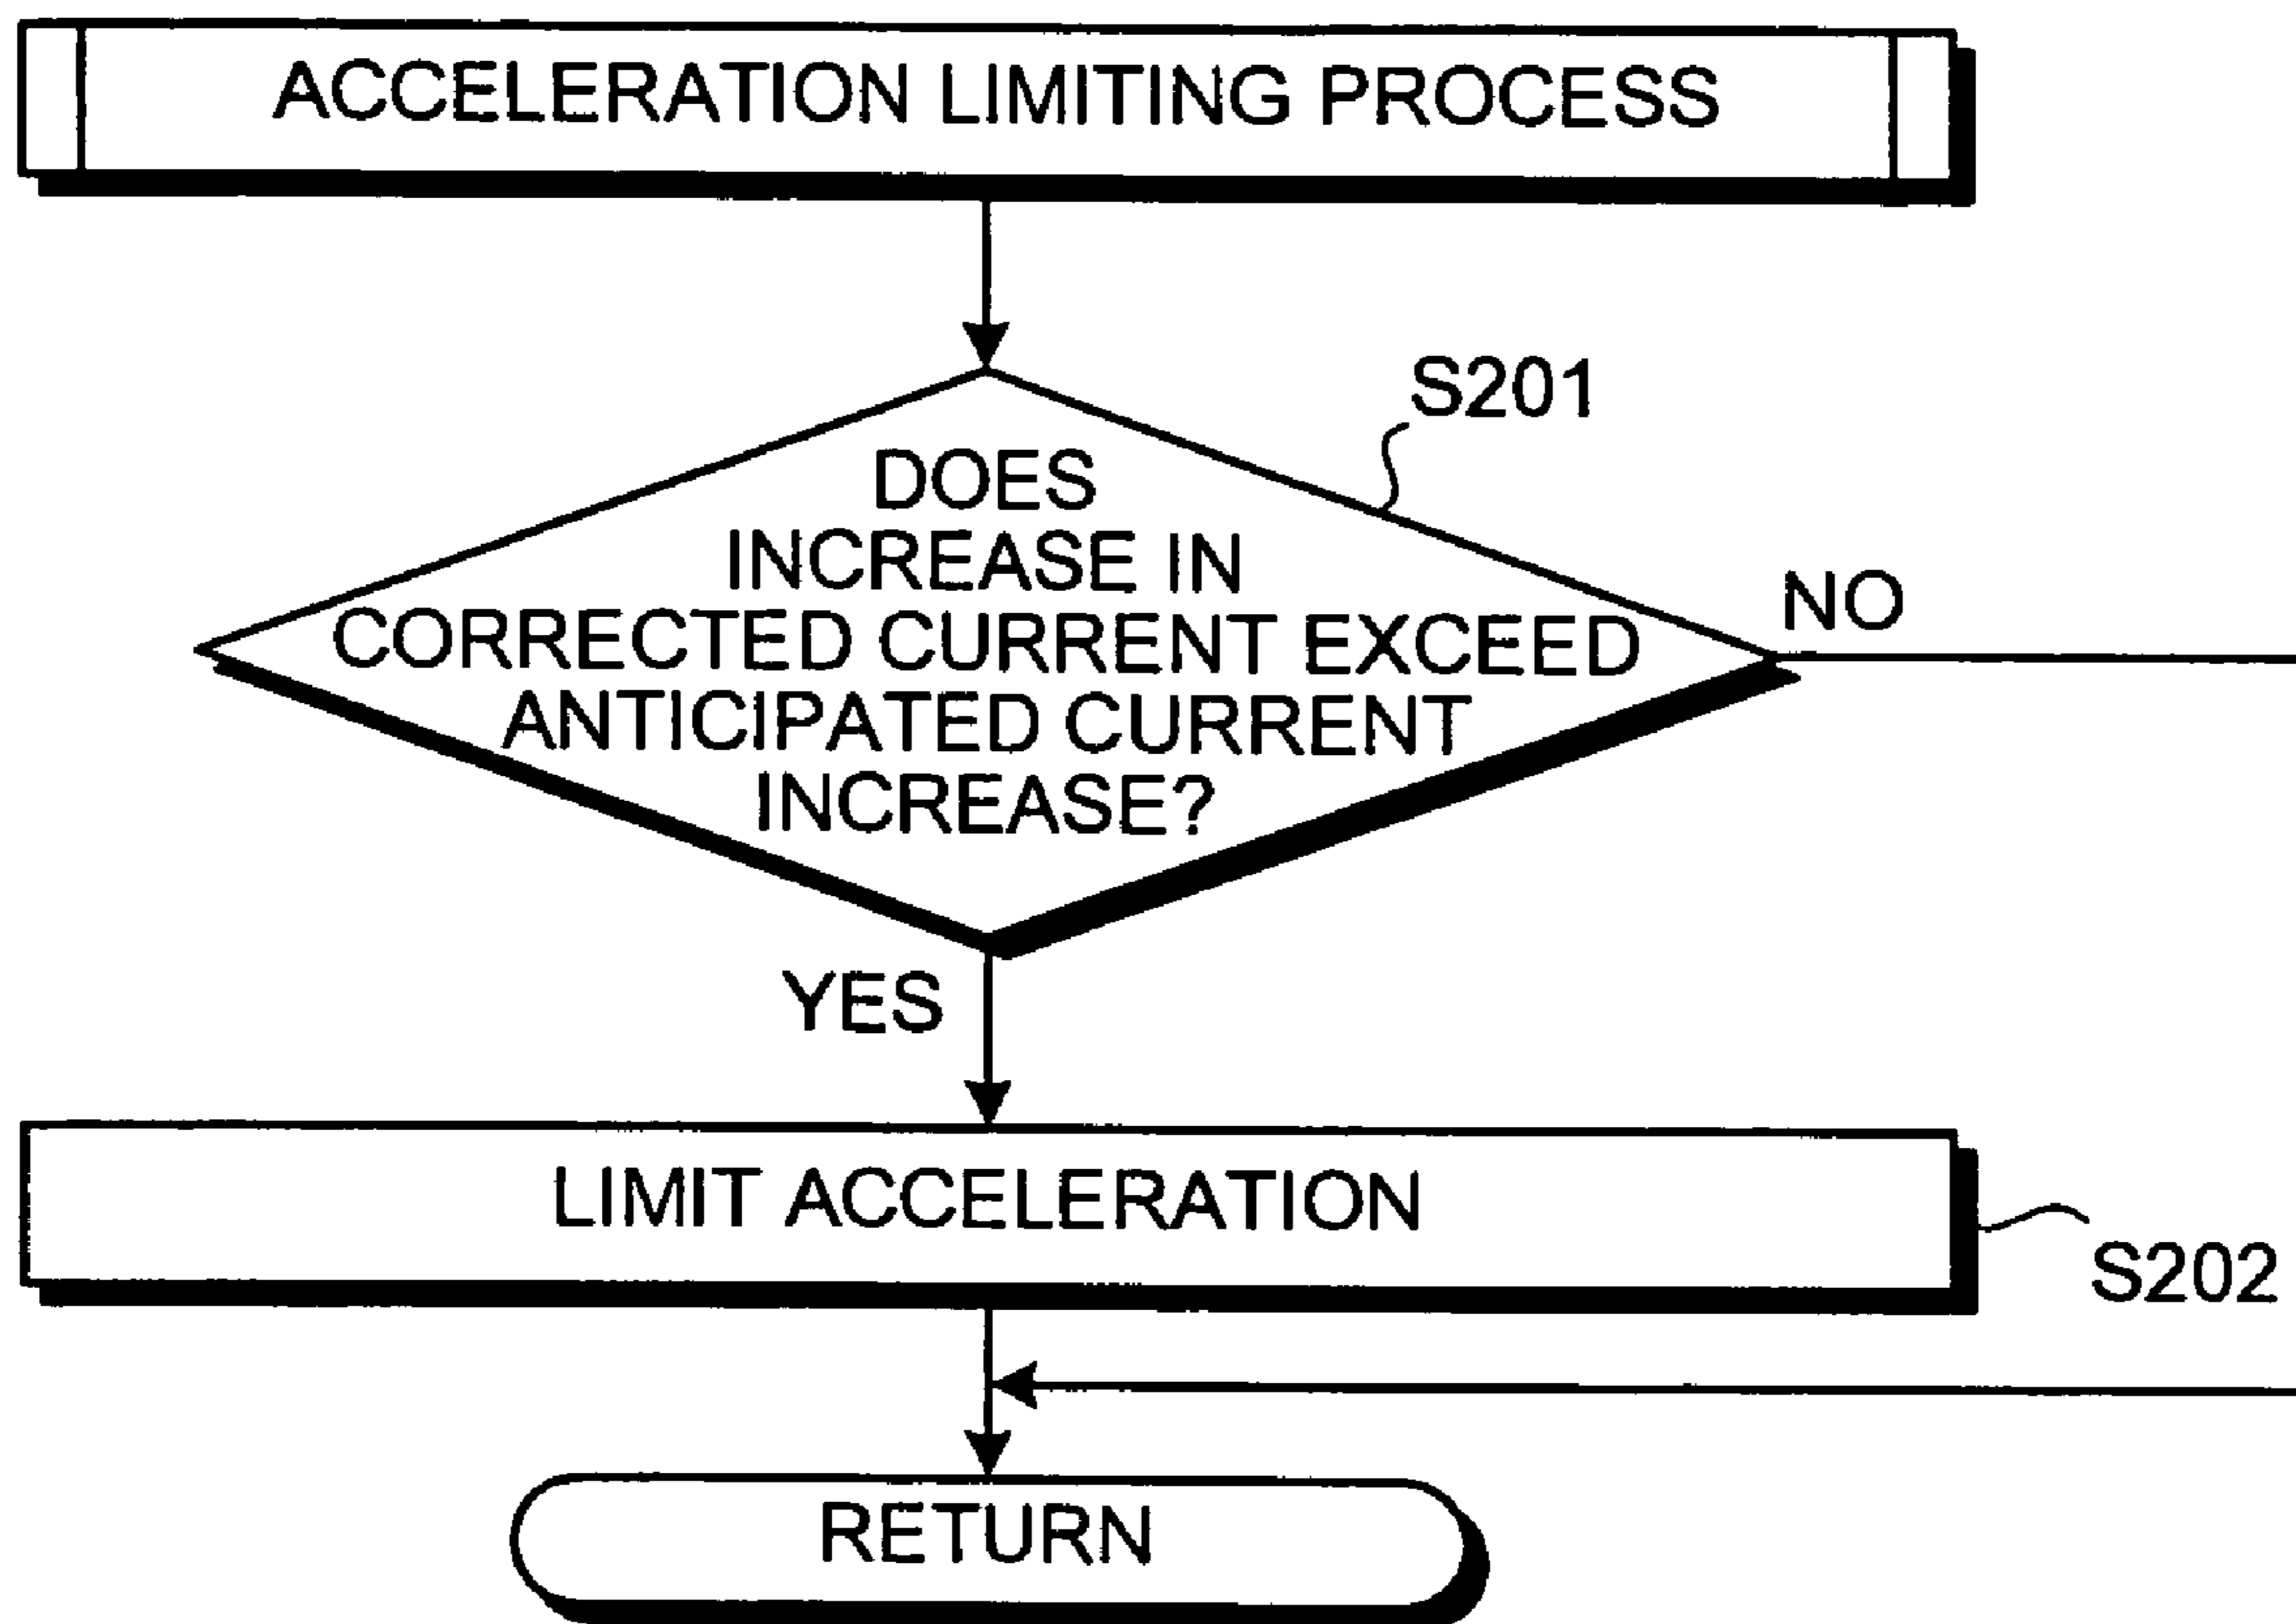 ACCELERATION LIMITING PROCESS
S201
DOES
INCREASE IN
CORRECTED CURRENT EXCEED
ANTICIPATED CURRENT
INCREASE?
NO
YES
LIMIT ACCELERATION
S202
RETURN